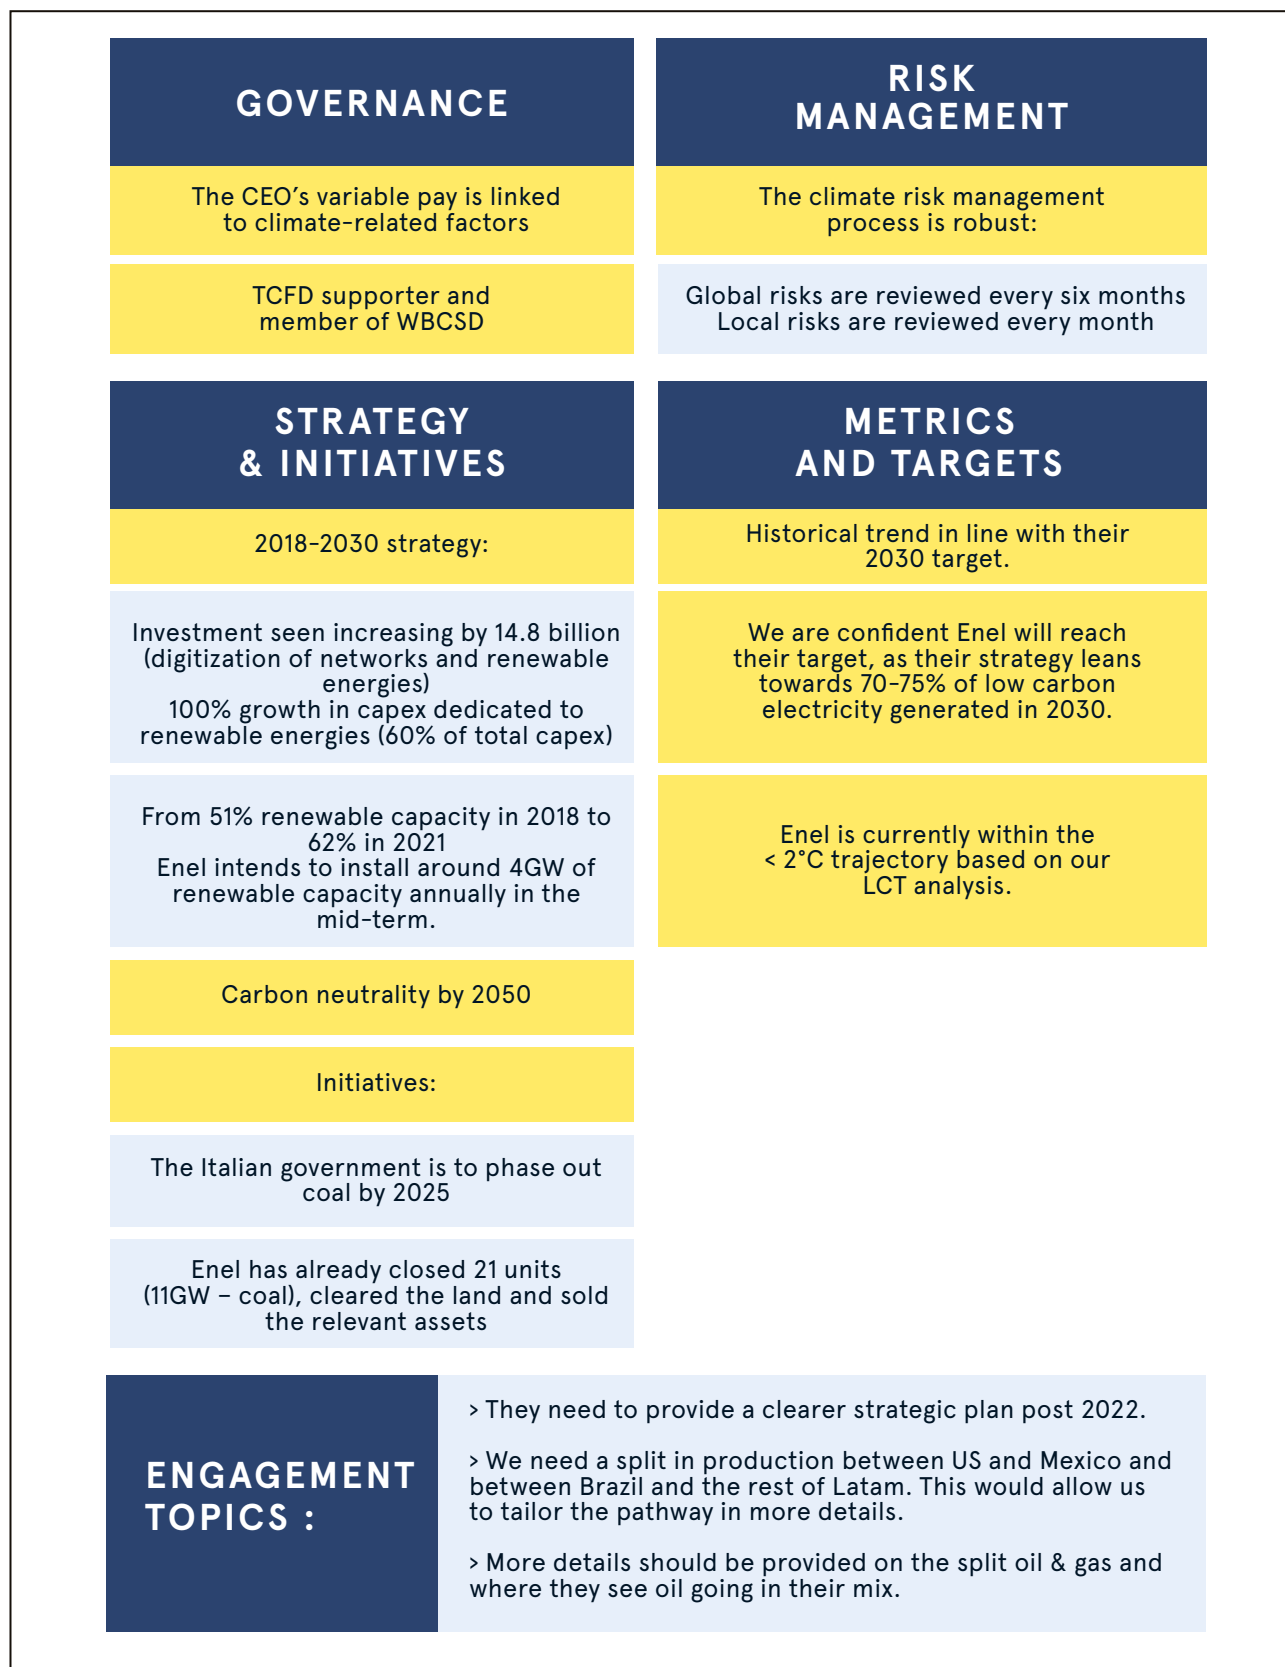 GOVERNANCE
The CEO’s variable pay is linked
to climate-related factors
TCFD supporter and
member of WBCSD
RISK
MANAGEMENT
The climate risk management
process is robust:
Global risks are reviewed every six months
Local risks are reviewed every month
STRATEGY
& INITIATIVES
2018-2030 strategy:
Investment seen increasing by 14.8 billion
(digitization of networks and renewable
energies)
100% growth in capex dedicated to
renewable energies (60% of total capex)
From 51% renewable capacity in 2018 to
62% in 2021
Enel intends to install around 4GW of
renewable capacity annually in the
mid-term.
Carbon neutrality by 2050
Initiatives:
The Italian government is to phase out
coal by 2025
Enel has already closed 21 units
(11GW – coal), cleared the land and sold
the relevant assets
METRICS
AND TARGETS
Historical trend in line with their
2030 target.
We are confident Enel will reach
their target, as their strategy leans
towards 70-75% of low carbon
electricity generated in 2030.
Enel is currently within the
< 2°C trajectory based on our
LCT analysis.
ENGAGEMENT
TOPICS :
> They need to provide a clearer strategic plan post 2022.
> We need a split in production between US and Mexico and
between Brazil and the rest of Latam. This would allow us
to tailor the pathway in more details.
> More details should be provided on the split oil & gas and
where they see oil going in their mix.